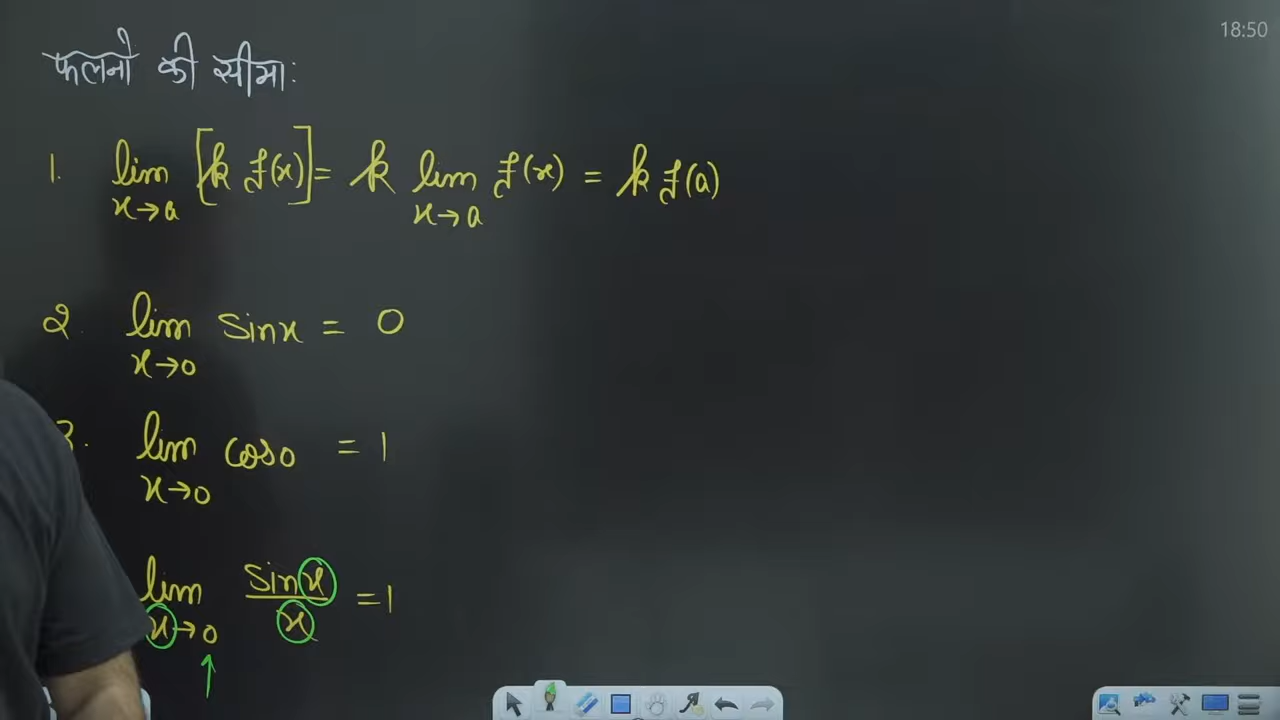 18:50
फलनो की सीमा:
1. lim x→a [k f(x)] = k lim x→a f(x) = k f(a)
2. lim x→0 sinx = 0
3. lim x→0 cos0 = 1
lim x→0 sinx/x = 1